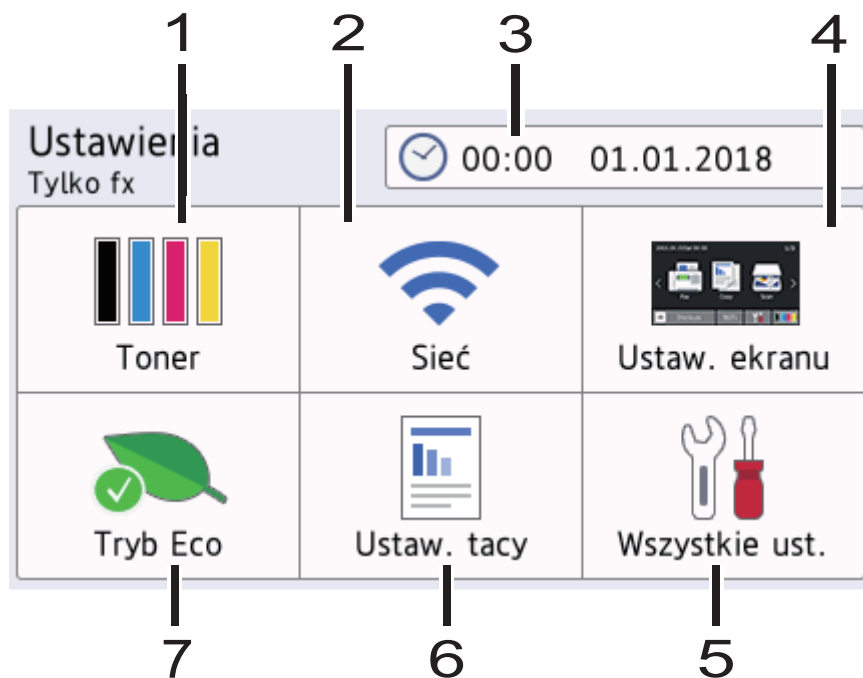 1 2 3 4
Ustawienia
Tylko fx
00:00 01.01.2018
Toner Sieć Ustaw. ekranu
Tryb Eco Ustaw. tacy Wszystkie ust.
7 6 5